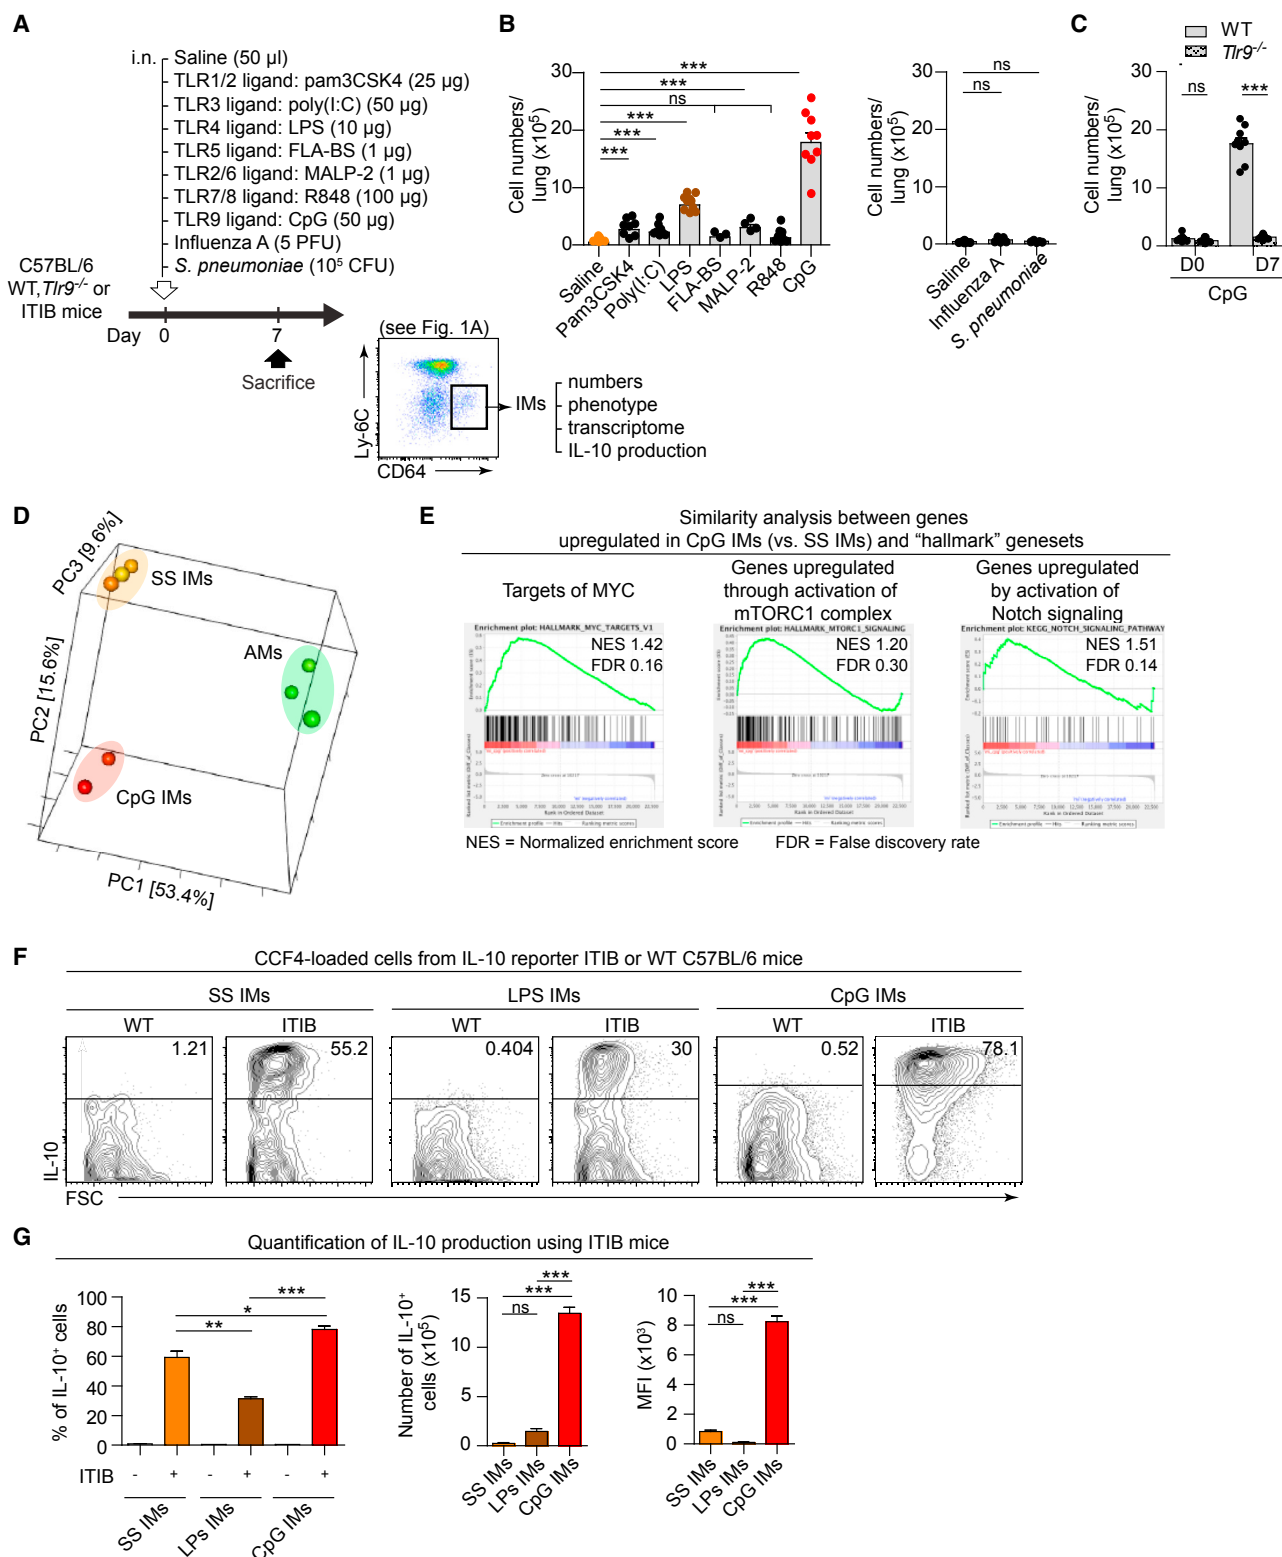 A
i.n.
Saline (50 µl)
TLR1/2 ligand: pam3CSK4 (25 µg)
TLR3 ligand: poly(I:C) (50 µg)
TLR4 ligand: LPS (10 µg)
TLR5 ligand: FLA-BS (1 µg)
TLR2/6 ligand: MALP-2 (1 µg)
TLR7/8 ligand: R848 (100 µg)
TLR9 ligand: CpG (50 µg)
Influenza A (5 PFU)
S. pneumoniae (10⁵ CFU)
C57BL/6
WT, Tlr9⁻/⁻ or
ITIB mice
Day 0 7
Sacrifice
(see Fig. 1A)
Ly-6C
CD64
IMs
numbers
phenotype
transcriptome
IL-10 production
B
Cell numbers/
lung (x10⁵)
30
20
10
0
***
***
ns
***
***
***
Saline
Pam3CSK4
Poly(I:C)
LPS
FLA-BS
MALP-2
R848
CpG
Cell numbers/
lung (x10⁵)
30
20
10
0
ns
ns
Saline
Influenza A
S. pneumoniae
C
WT
Tlr9⁻/⁻
Cell numbers/
lung (x10⁵)
30
20
10
0
ns
***
D0 D7
CpG
D
PC3 [9.6%]
SS IMs
AMs
PC2 [15.6%]
CpG IMs
PC1 [53.4%]
E
Similarity analysis between genes
upregulated in CpG IMs (vs. SS IMs) and “hallmark” genesets
Targets of MYC
Genes upregulated
through activation of
mTORC1 complex
Genes upregulated
by activation of
Notch signaling
Enrichment plot: HALLMARK_MYC_TARGETS_V1
NES 1.42
FDR 0.16
Enrichment plot: HALLMARK_MTORC1_SIGNALING
NES 1.20
FDR 0.30
Enrichment plot: KEGG_NOTCH_SIGNALING_PATHWAY
NES 1.51
FDR 0.14
NES = Normalized enrichment score FDR = False discovery rate
F
CCF4-loaded cells from IL-10 reporter ITIB or WT C57BL/6 mice
SS IMs LPS IMs CpG IMs
WT ITIB WT ITIB WT ITIB
1.21 55.2 0.404 30 0.52 78.1
IL-10
FSC
G
Quantification of IL-10 production using ITIB mice
% of IL-10⁺ cells
100
80
60
40
20
0
***
*
**
ITIB - + - + - +
SS IMs
LPs IMs
CpG IMs
Number of IL-10⁺
cells (x10⁵)
15
10
5
0
***
***
ns
SS IMs
LPs IMs
CpG IMs
MFI (x10³)
10
8
6
4
2
0
***
***
ns
SS IMs
LPs IMs
CpG IMs